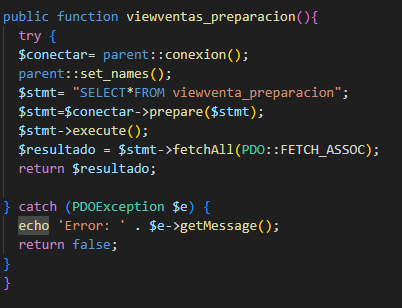 public function viewventas_preparacion(){
try {
$conectar= parent::conexion();
parent::set_names();
$stmt= "SELECT*FROM viewventa_preparacion";
$stmt=$conectar->prepare($stmt);
$stmt->execute();
$resultado = $stmt->fetchAll(PDO::FETCH_ASSOC);
return $resultado;
} catch (PDOException $e) {
echo 'Error: ' . $e->getMessage();
return false;
}
}